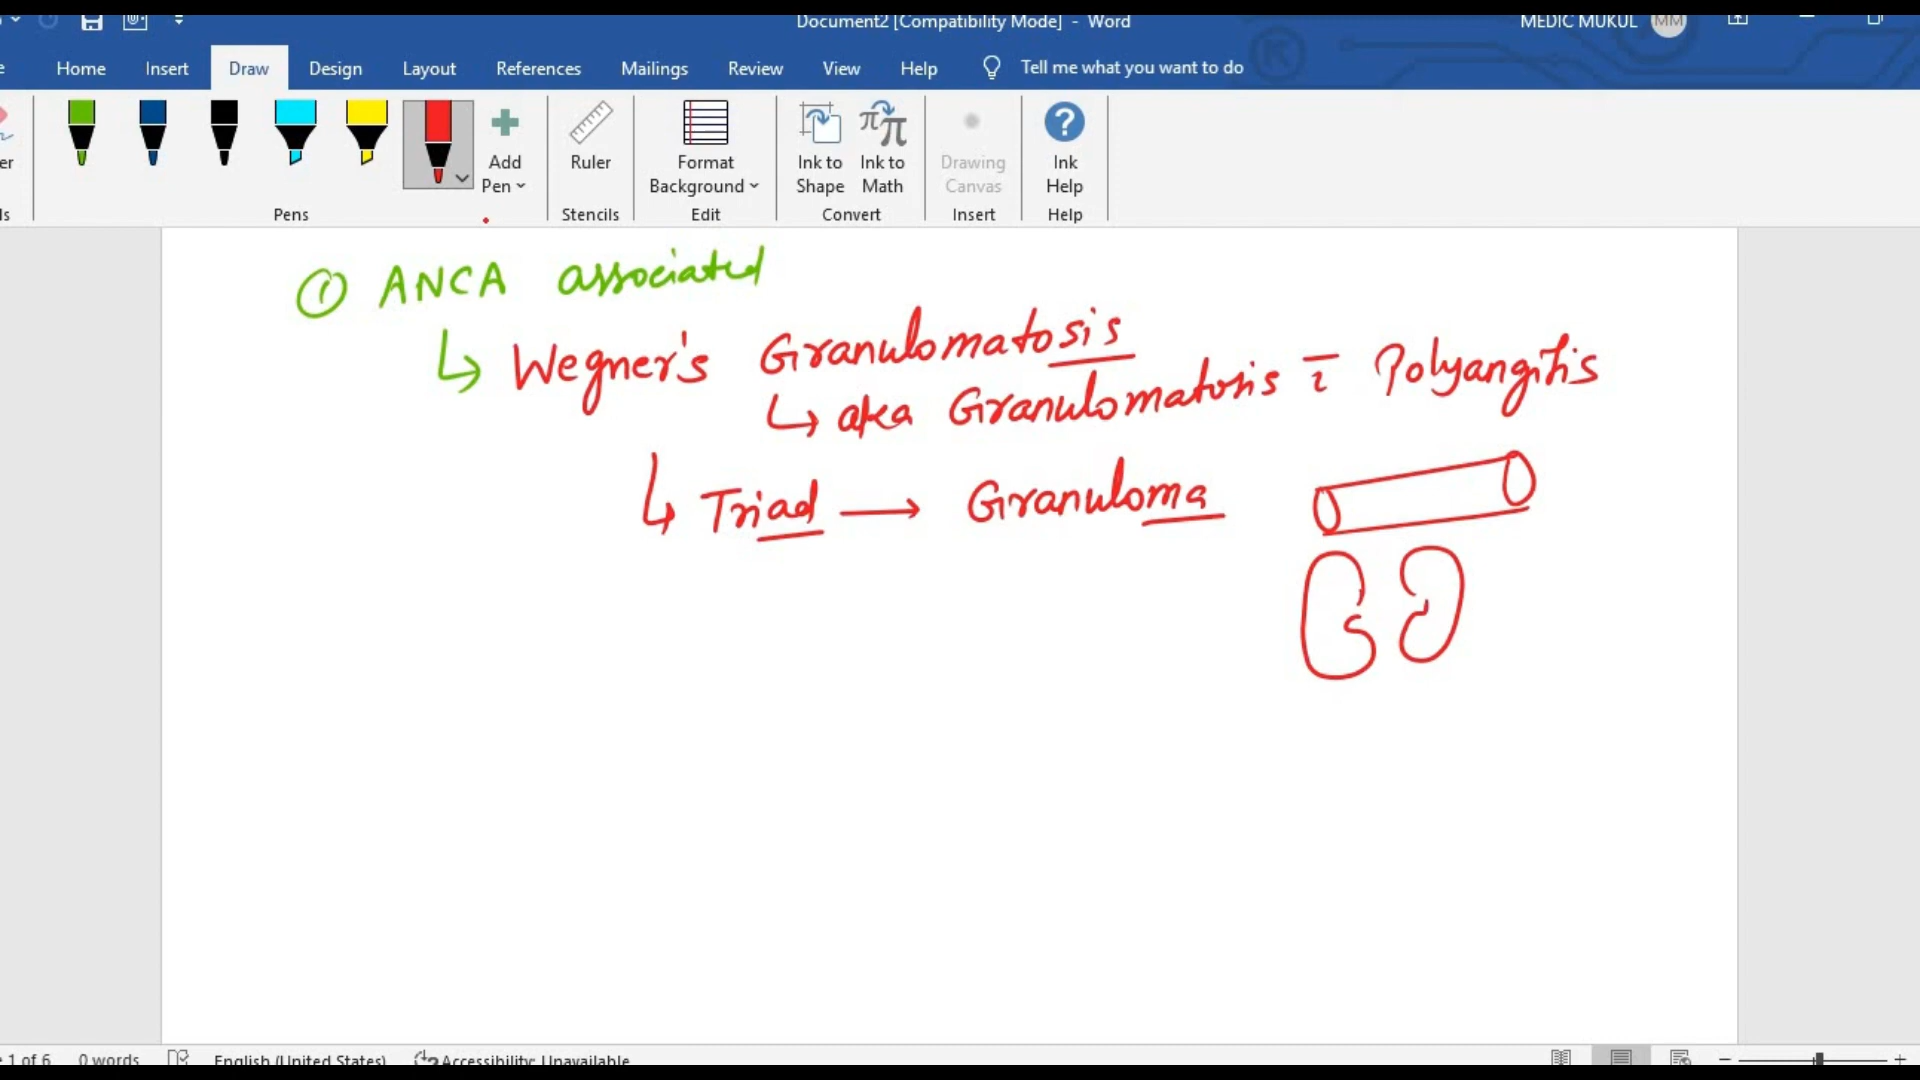 Document2 [Compatibility Mode] - Word MEDIC MUKUL MM
Home Insert Draw Design Layout References Mailings Review View Help Tell me what you want to do
er Add Pen Ruler Format Background Ink to Shape Ink to Math Drawing Canvas Ink Help
ls Pens Stencils Edit Convert Insert Help
① ANCA associated
↳ Wegner's Granulomatosis
↳ aka Granulomatosis c̄ Polyangitis
↳ Triad → Granuloma
1 of 6 0 words English (United States) Accessibility: Unavailable